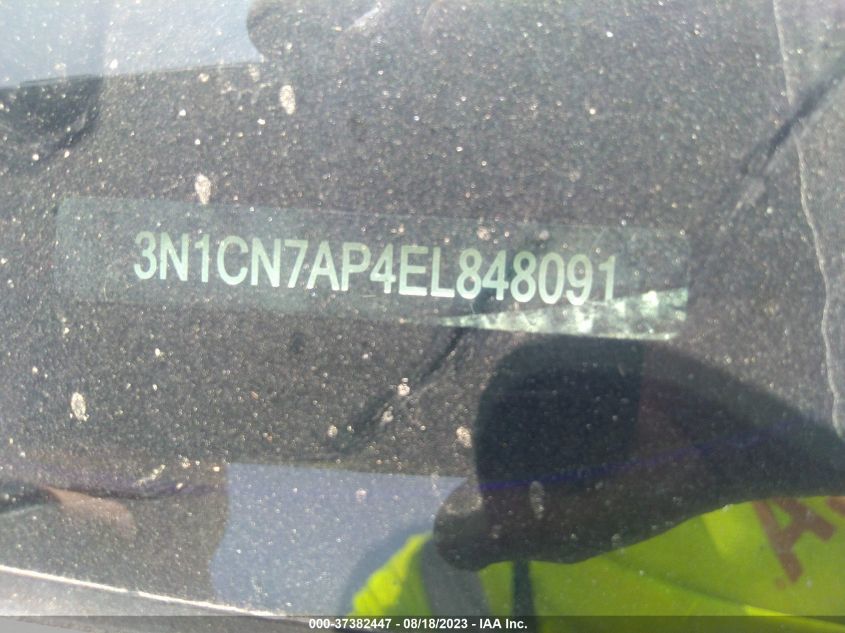 3N1CN7AP4EL848091
000-37382447 - 08/18/2023 - IAA Inc.